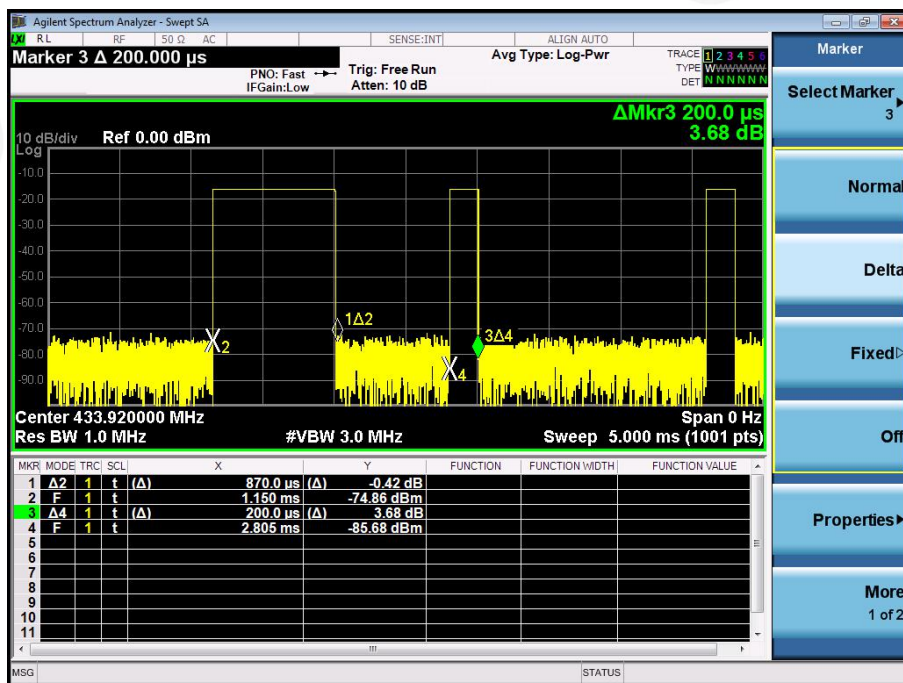 Agilent Spectrum Analyzer - Swept SA
LXI RL RF 50 Ω AC SENSE:INT ALIGN AUTO
Marker 3 Δ 200.000 µs
PNO: Fast
IFGain:Low
Trig: Free Run
Atten: 10 dB
Avg Type: Log-Pwr
TRACE 1 2 3 4 5 6
TYPE WWWWWW
DET N N N N N N
ΔMkr3 200.0 µs
3.68 dB
10 dB/div Ref 0.00 dBm
Log
-10.0
-20.0
-30.0
-40.0
-50.0
-60.0
-70.0
-80.0
-90.0
1Δ2
2
3Δ4
4
Center 433.920000 MHz Span 0 Hz
Res BW 1.0 MHz #VBW 3.0 MHz Sweep 5.000 ms (1001 pts)
MKR MODE TRC SCL X Y FUNCTION FUNCTION WIDTH FUNCTION VALUE
1 Δ2 1 t (Δ) 870.0 µs (Δ) -0.42 dB
2 F 1 t 1.150 ms -74.86 dBm
3 Δ4 1 t (Δ) 200.0 µs (Δ) 3.68 dB
4 F 1 t 2.805 ms -85.68 dBm
5
6
7
8
9
10
11
MSG STATUS
Marker
Select Marker
3
Normal
Delta
Fixed
Off
Properties
More
1 of 2